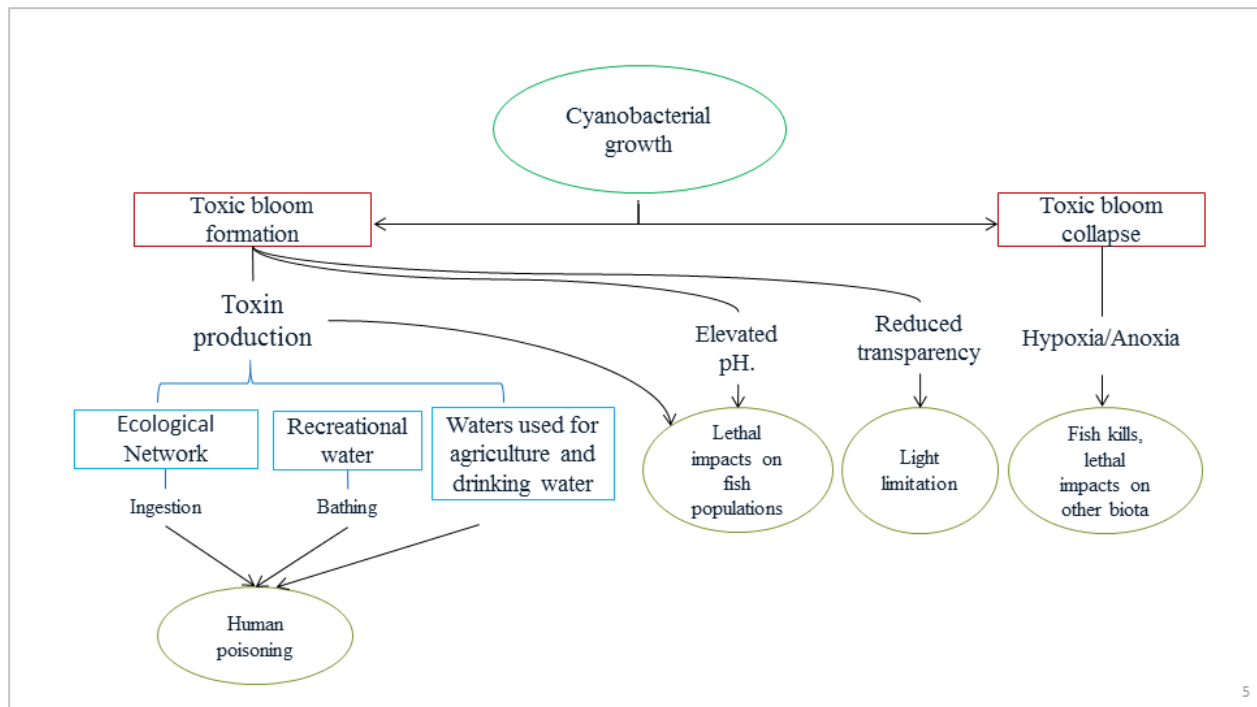 Cyanobacterial
growth
Toxic bloom
formation
Toxic bloom
collapse
Toxin
production
Elevated
pH.
Reduced
transparency
Hypoxia/Anoxia
Ecological
Network
Recreational
water
Waters used for
agriculture and
drinking water
Lethal
impacts on
fish
populations
Light
limitation
Fish kills,
lethal
impacts on
other biota
Ingestion
Bathing
Human
poisoning
5